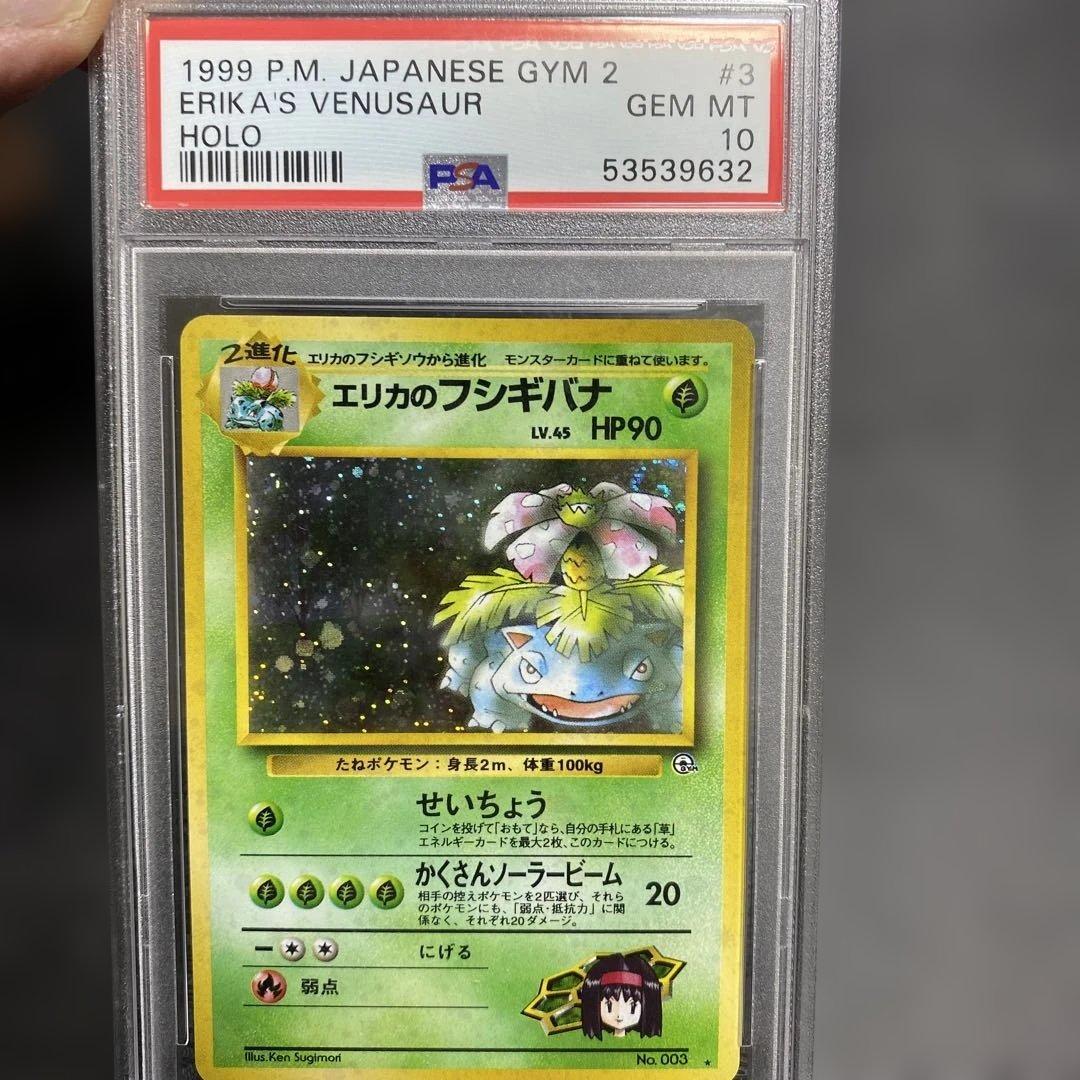 1999 P.M. JAPANESE GYM 2 #3
ERIKA'S VENUSAUR GEM MT
HOLO 10
PSA 53539632
2進化 エリカのフシギソウから進化 モンスターカードに重ねて使います。
エリカのフシギバナ
LV.45 HP90
たねポケモン：身長2m、体重100kg
GYM
せいちょう
コインを投げて「おもて」なら、自分の手札にある「草」
エネルギーカードを最大2枚、このカードにつける。
かくさんソーラービーム 20
相手の控えポケモンを2匹選び、それら
のポケモンにも、「弱点・抵抗力」に関
係なく、それぞれ20ダメージ。
ー にげる
弱点
Illus.Ken Sugimori No. 003